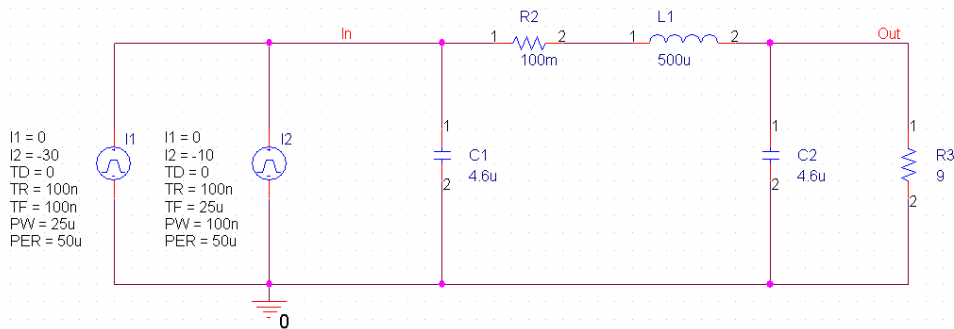 R2
L1
In
1
2
1
2
Out
100m
500u
I1 = 0
I2 = -30
TD = 0
TR = 100n
TF = 100n
PW = 25u
PER = 50u
I1
I1 = 0
I2 = -10
TD = 0
TR = 100n
TF = 25u
PW = 100n
PER = 50u
I2
1
C1
4.6u
2
1
C2
4.6u
2
1
R3
9
2
0